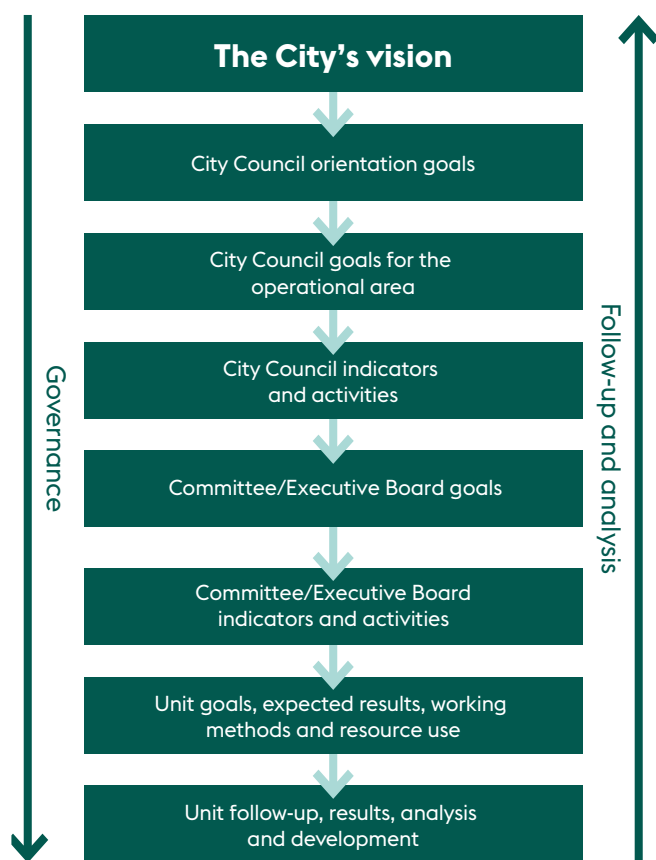 The City's vision
City Council orientation goals
City Council goals for the
operational area
City Council indicators
and activities
Committee/Executive Board goals
Committee/Executive Board
indicators and activities
Unit goals, expected results, working
methods and resource use
Unit follow-up, results, analysis
and development
Governance
Follow-up and analysis